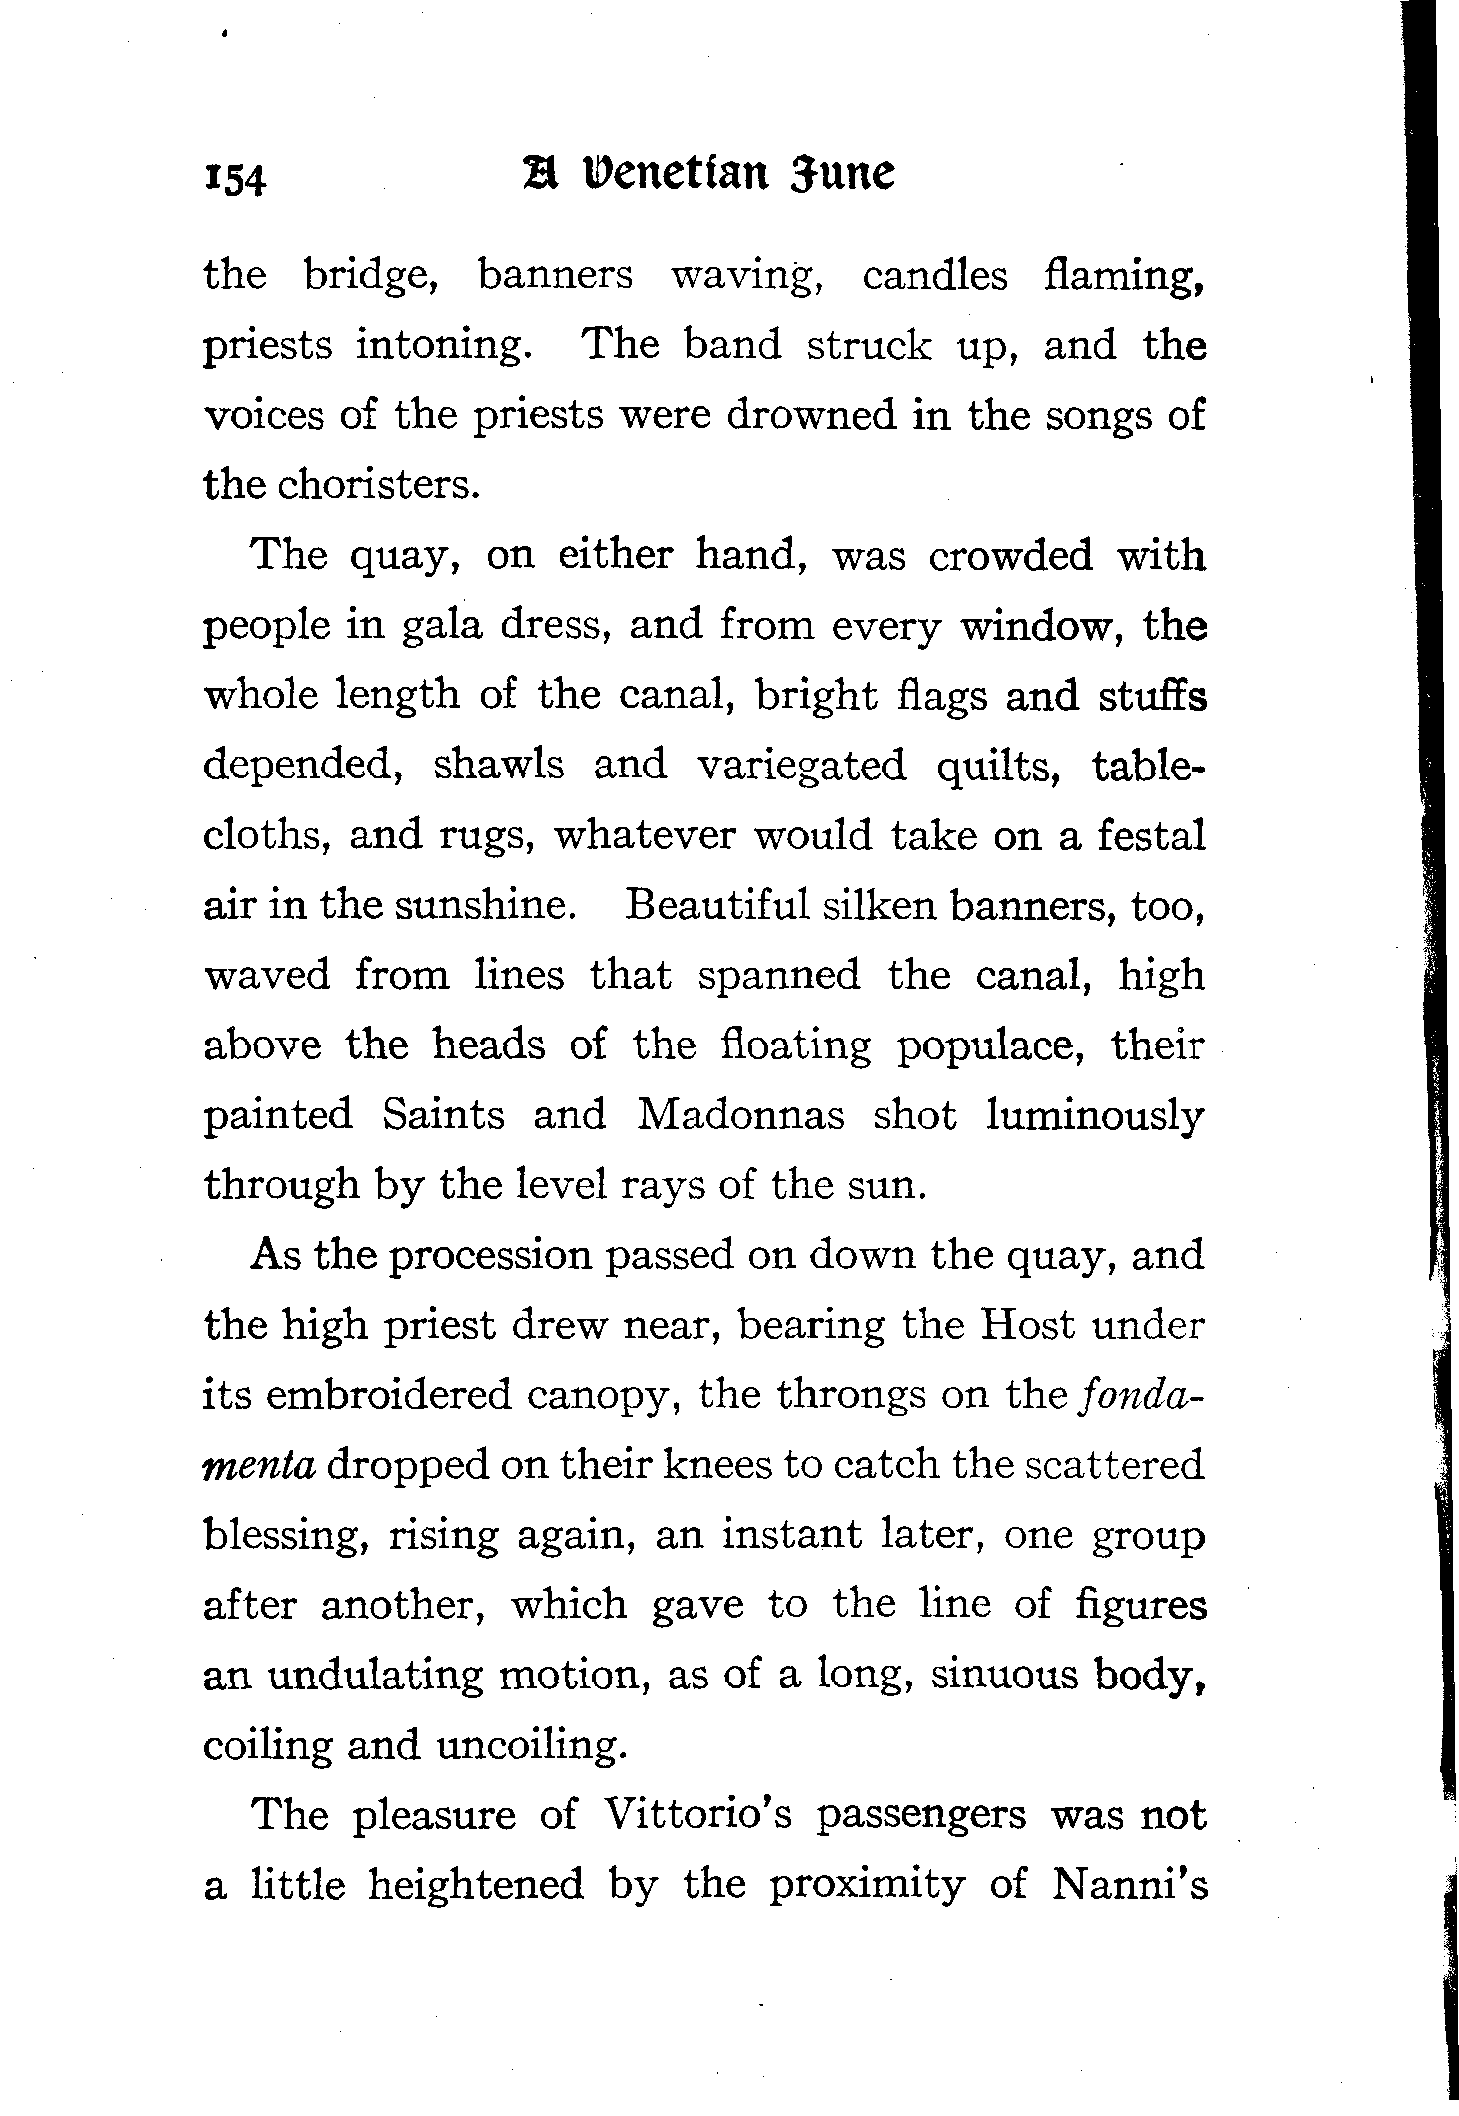 154 A Venetian June
the bridge, banners waving, candles flaming,
priests intoning. The band struck up, and the
voices of the priests were drowned in the songs of
the choristers.
The quay, on either hand, was crowded with
people in gala dress, and from every window, the
whole length of the canal, bright flags and stuffs
depended, shawls and variegated quilts, table-
cloths, and rugs, whatever would take on a festal
air in the sunshine. Beautiful silken banners, too,
waved from lines that spanned the canal, high
above the heads of the floating populace, their
painted Saints and Madonnas shot luminously
through by the level rays of the sun.
As the procession passed on down the quay, and
the high priest drew near, bearing the Host under
its embroidered canopy, the throngs on the fonda-
menta dropped on their knees to catch the scattered
blessing, rising again, an instant later, one group
after another, which gave to the line of figures
an undulating motion, as of a long, sinuous body,
coiling and uncoiling.
The pleasure of Vittorio's passengers was not
a little heightened by the proximity of Nanni's